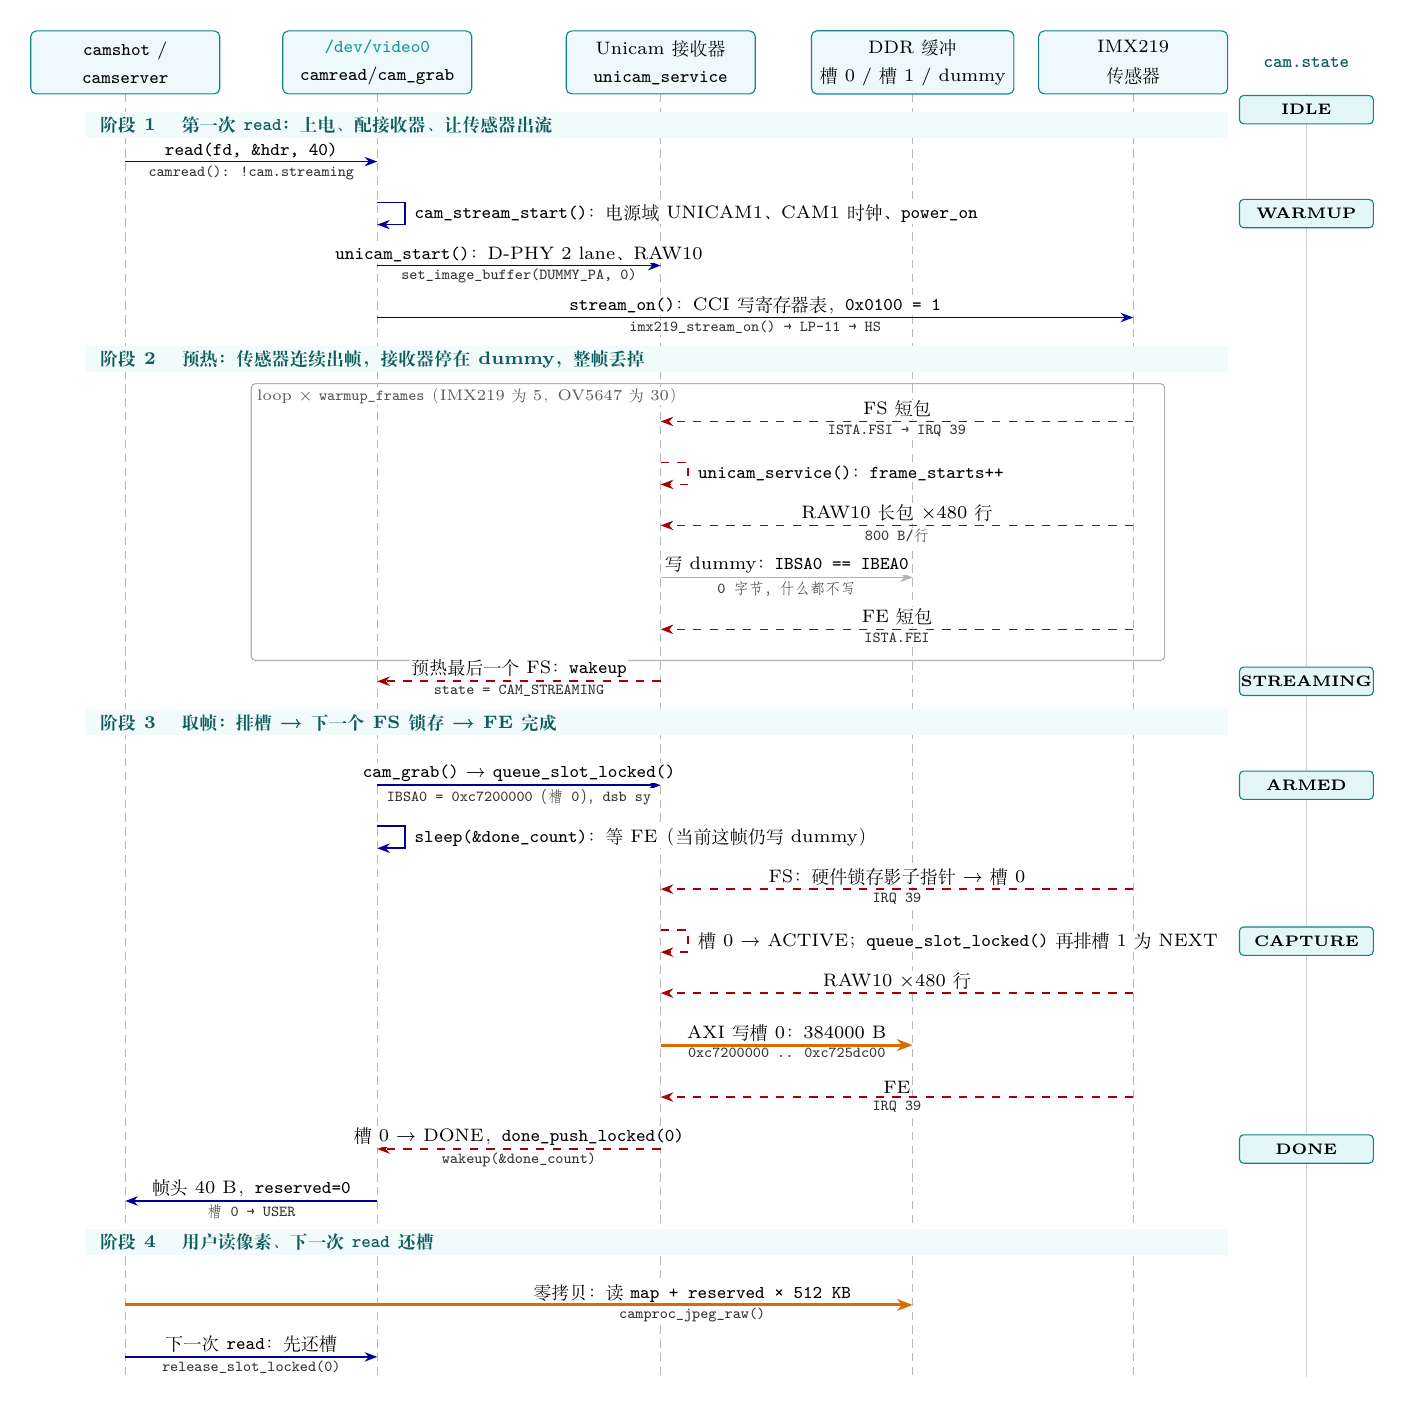 camshot /
camserver
/dev/video0
camread/cam_grab
Unicam 接收器
unicam_service
DDR 缓冲
槽 0 / 槽 1 / dummy
IMX219
传感器
cam.state
IDLE
阶段 1 第一次 read：上电、配接收器、让传感器出流
read(fd, &hdr, 40)
camread(): !cam.streaming
cam_stream_start()：电源域 UNICAM1、CAM1 时钟、power_on
WARMUP
unicam_start()：D-PHY 2 lane、RAW10
set_image_buffer(DUMMY_PA, 0)
stream_on()：CCI 写寄存器表，0x0100 = 1
imx219_stream_on() → LP-11 → HS
阶段 2 预热：传感器连续出帧，接收器停在 dummy，整帧丢掉
loop × warmup_frames（IMX219 为 5，OV5647 为 30）
FS 短包
ISTA.FSI → IRQ 39
unicam_service()：frame_starts++
RAW10 长包 ×480 行
800 B/行
写 dummy：IBSA0 == IBEA0
0 字节，什么都不写
FE 短包
ISTA.FEI
预热最后一个 FS：wakeup
state = CAM_STREAMING
STREAMING
阶段 3 取帧：排槽 → 下一个 FS 锁存 → FE 完成
cam_grab() → queue_slot_locked()
IBSA0 = 0xc7200000（槽 0），dsb sy
ARMED
sleep(&done_count)：等 FE（当前这帧仍写 dummy）
FS：硬件锁存影子指针 → 槽 0
IRQ 39
槽 0 → ACTIVE；queue_slot_locked() 再排槽 1 为 NEXT
CAPTURE
RAW10 ×480 行
AXI 写槽 0：384000 B
0xc7200000 .. 0xc725dc00
FE
IRQ 39
槽 0 → DONE，done_push_locked(0)
wakeup(&done_count)
DONE
帧头 40 B，reserved=0
槽 0 → USER
阶段 4 用户读像素、下一次 read 还槽
零拷贝：读 map + reserved × 512 KB
camproc_jpeg_raw()
下一次 read：先还槽
release_slot_locked(0)